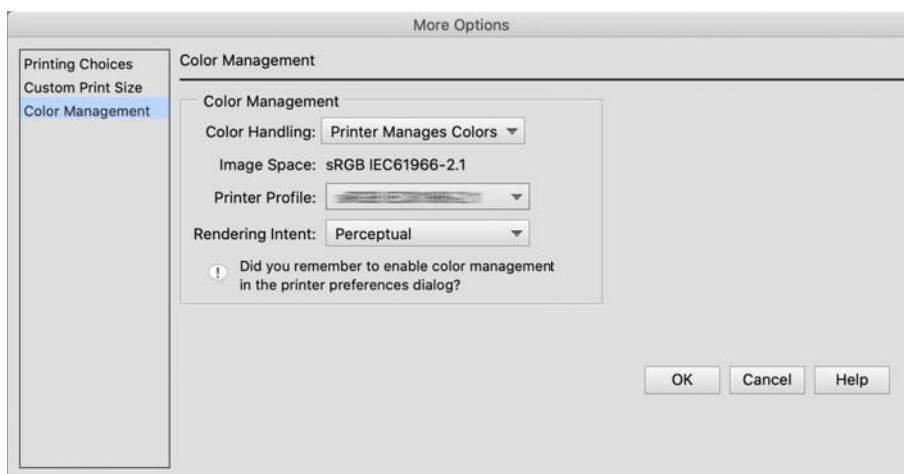 More Options
Printing Choices
Custom Print Size
Color Management
Color Management
Color Management
Color Handling: Printer Manages Colors
Image Space: sRGB IEC61966-2.1
Printer Profile:
Rendering Intent: Perceptual
Did you remember to enable color management
in the printer preferences dialog?
OK Cancel Help